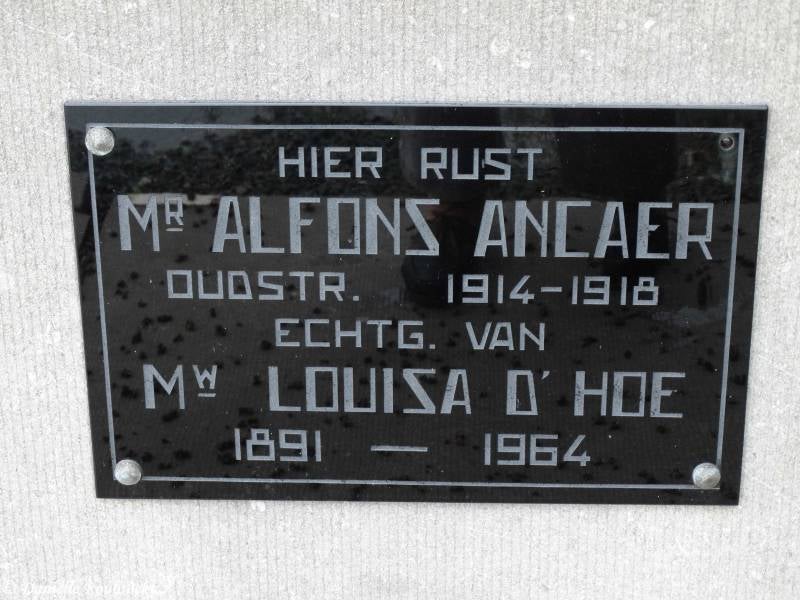 HIER RUST
MR ALFONS ANCAER
OUDSTR. 1914-1918
ECHTG. VAN
MW LOUISA D'HOE
1891 — 1964